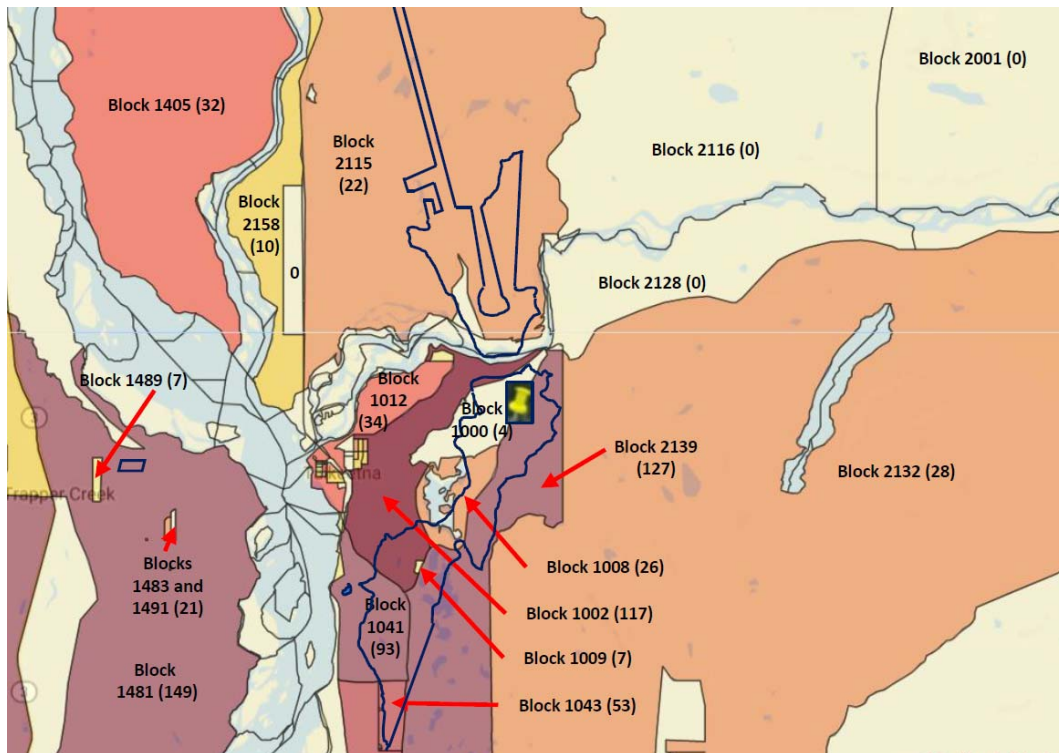 Block 2001 (0)
Block 1405 (32)
Block
2115
(22)
Block 2116 (0)
Block
2158
(10)
0
Block 2128 (0)
Block 1489 (7)
Block
1012
(34)
Block
1000 (4)
Block 2139
(127)
Block 2132 (28)
3
Trapper Creek
Blocks
1483 and
1491 (21)
Block 1008 (26)
Block 1002 (117)
Block
1041
(93)
Block 1009 (7)
Block
1481 (149)
3
Block 1043 (53)